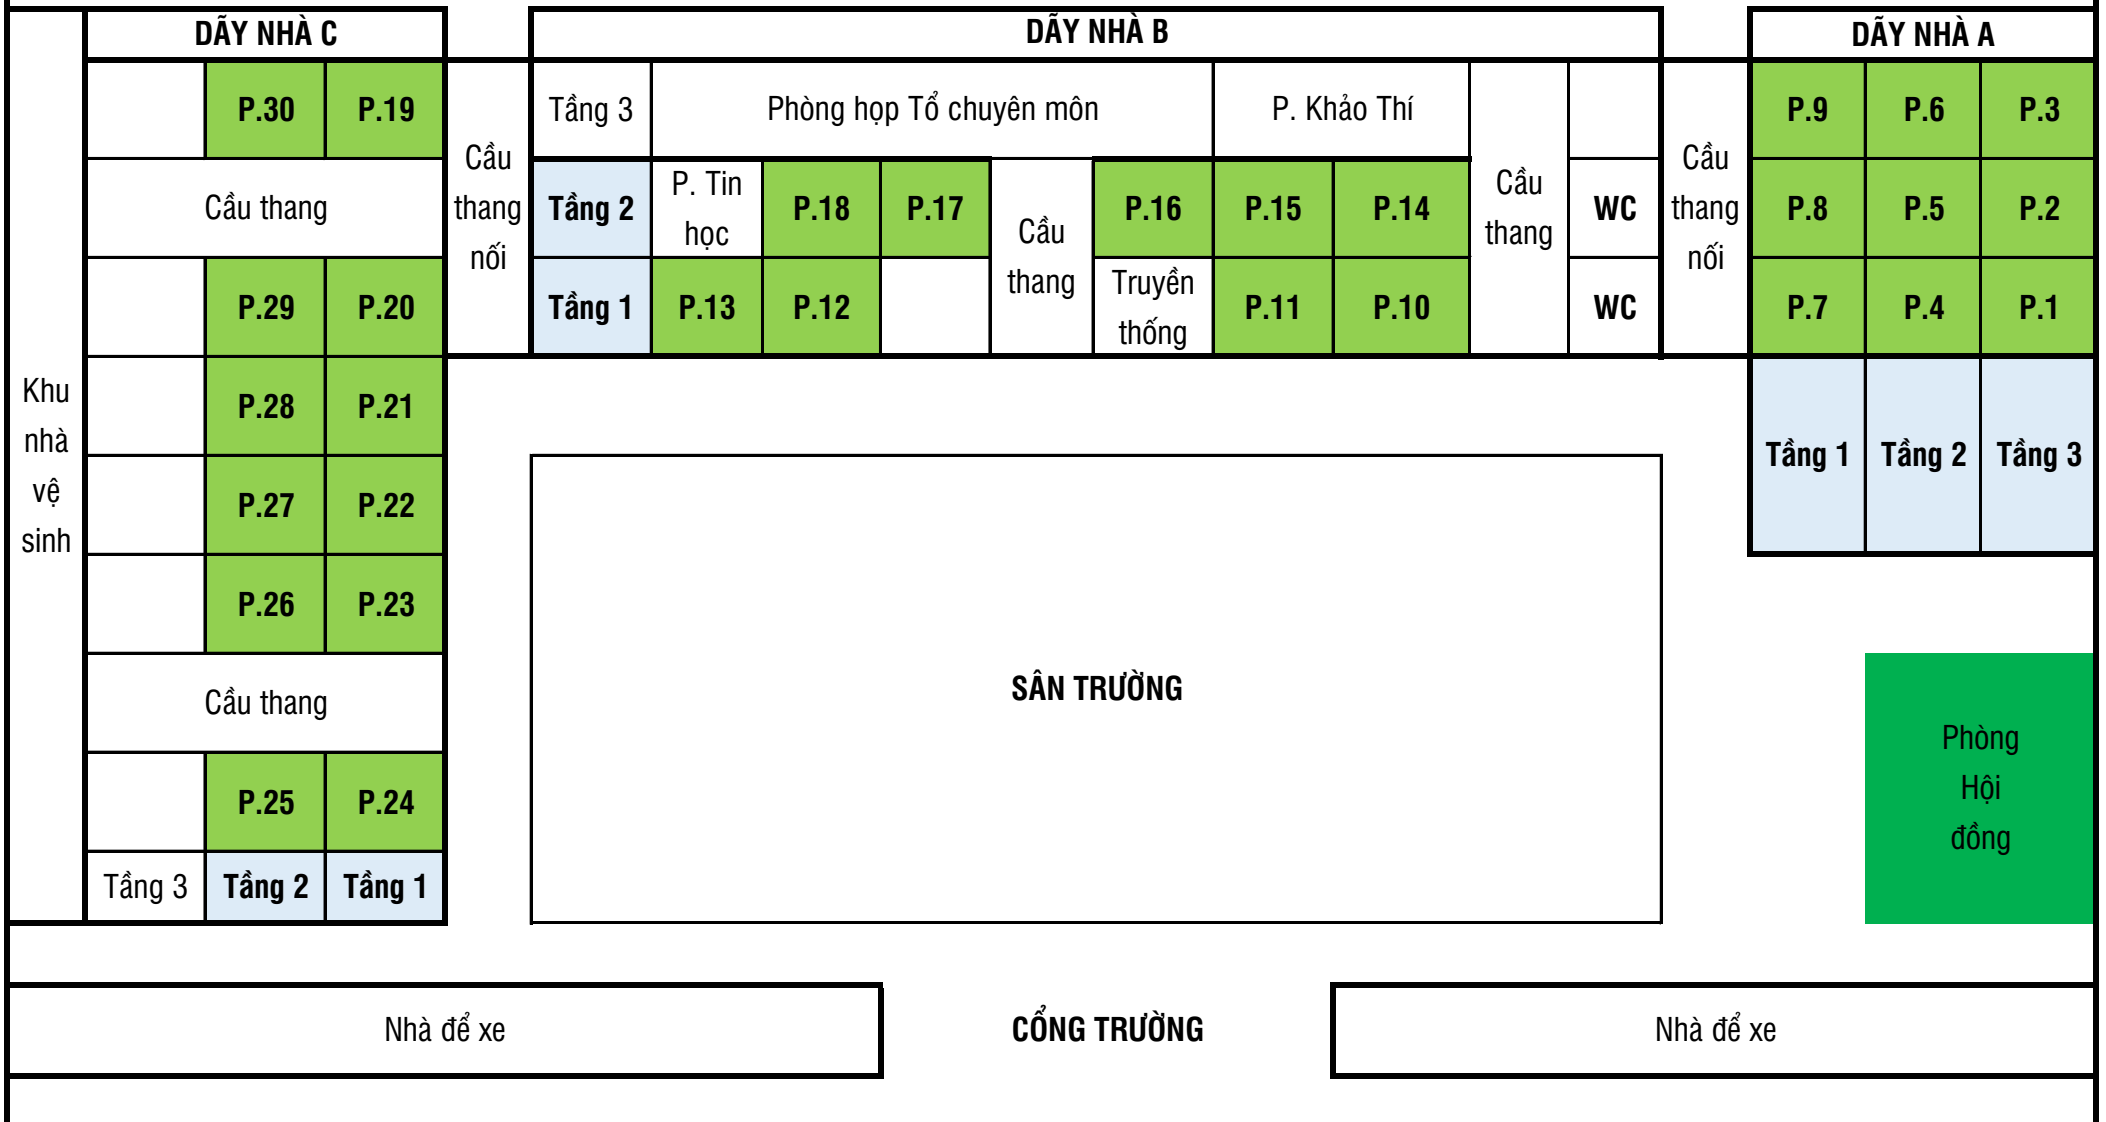 DÃY NHÀ C
DÃY NHÀ B
DÃY NHÀ A
P.30
P.19
Cầu
thang
nối
Tầng 3
Phòng họp Tổ chuyên môn
P. Khảo Thí
Cầu
thang
Cầu
thang
nối
P.9
P.6
P.3
Cầu thang
Tầng 2
P. Tin
học
P.18
P.17
Cầu
thang
P.16
P.15
P.14
WC
P.8
P.5
P.2
P.29
P.20
Tầng 1
P.13
P.12
Truyền
thống
P.11
P.10
WC
P.7
P.4
P.1
Khu
nhà
vệ
sinh
P.28
P.21
Tầng 1
Tầng 2
Tầng 3
P.27
P.22
P.26
P.23
Cầu thang
SÂN TRƯỜNG
Phòng
Hội
đồng
P.25
P.24
Tầng 3
Tầng 2
Tầng 1
Nhà để xe
CỔNG TRƯỜNG
Nhà để xe